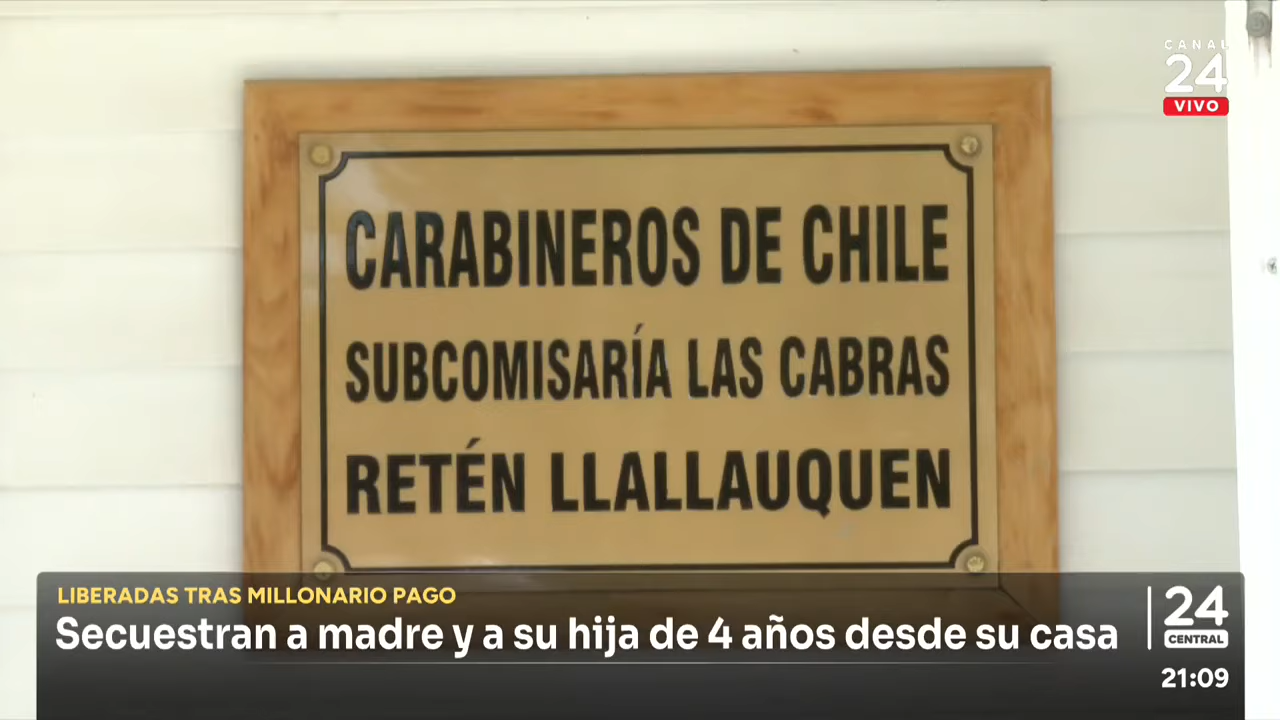 CANAL
24
VIVO
CARABINEROS DE CHILE
SUBCOMISARÍA LAS CABRAS
RETÉN LLALLAUQUEN
LIBERADAS TRAS MILLONARIO PAGO
Secuestran a madre y a su hija de 4 años desde su casa
24
CENTRAL
21:09